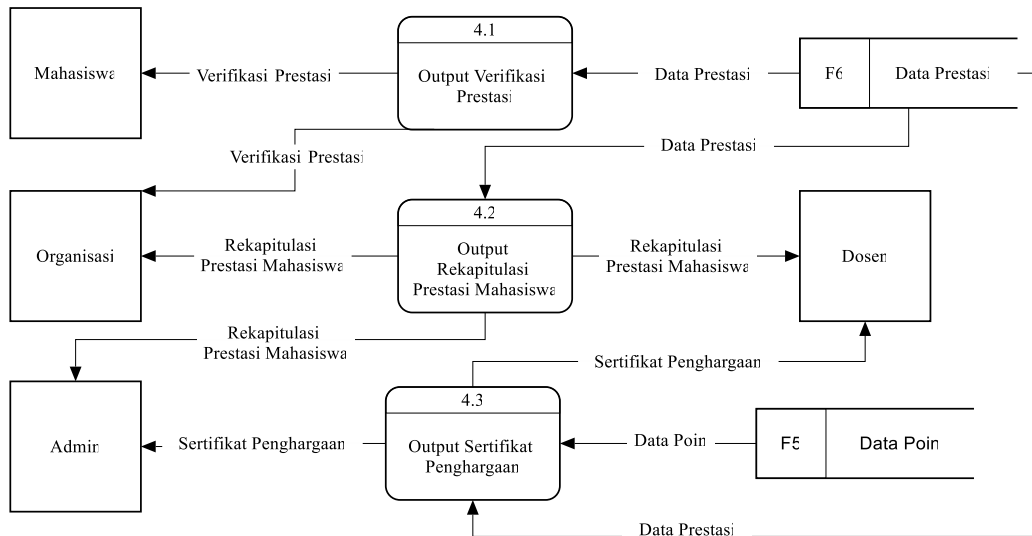 4.1
Mahasiswa
Verifikasi Prestasi
Output Verifikasi
Prestasi
Data Prestasi
F6
Data Prestasi
Verifikasi Prestasi
Data Prestasi
4.2
Organisasi
Rekapitulasi
Prestasi Mahasiswa
Output
Rekapitulasi
Prestasi Mahasiswa
Rekapitulasi
Prestasi Mahasiswa
Dosen
Rekapitulasi
Prestasi Mahasiswa
Sertifikat Penghargaan
4.3
Admin
Sertifikat Penghargaan
Output Sertifikat
Penghargaan
Data Poin
F5
Data Poin
Data Prestasi